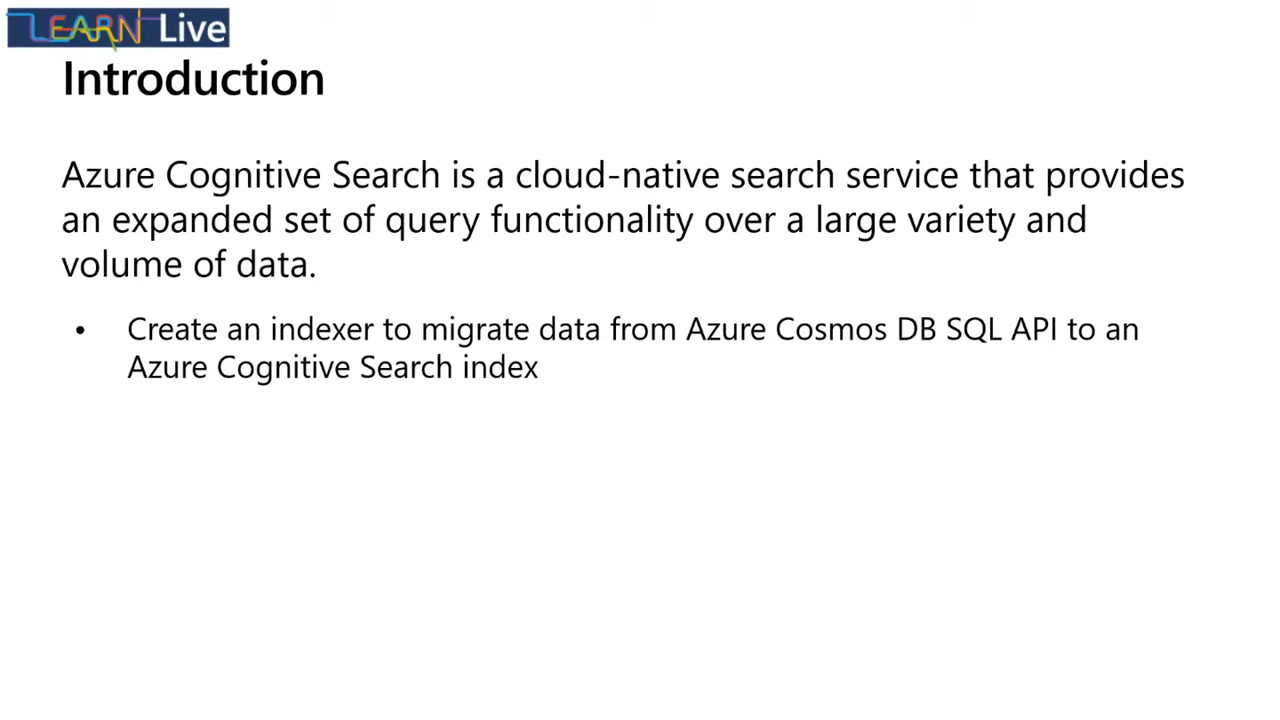 LEARN Live
Introduction
Azure Cognitive Search is a cloud-native search service that provides
an expanded set of query functionality over a large variety and
volume of data.
• Create an indexer to migrate data from Azure Cosmos DB SQL API to an
Azure Cognitive Search index